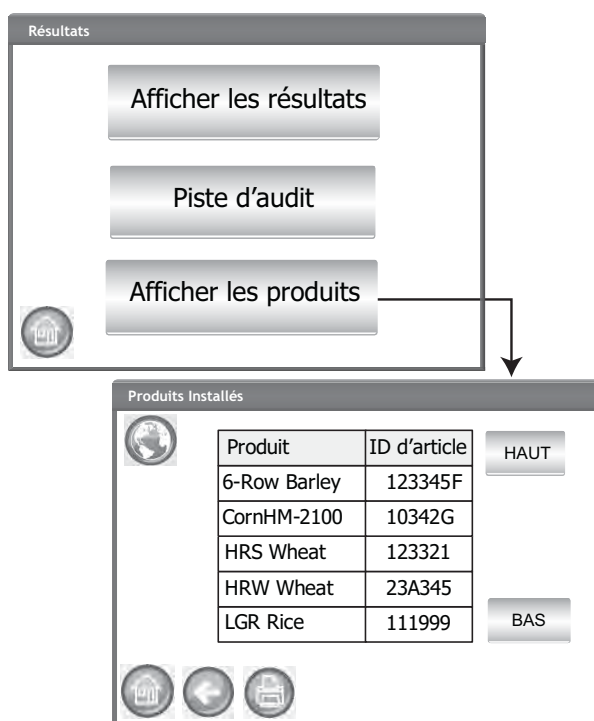 Résultats
Afficher les résultats
Piste d’audit
Afficher les produits
Produits Installés
Produit ID d’article HAUT
6-Row Barley 123345F
CornHM-2100 10342G
HRS Wheat 123321
HRW Wheat 23A345
LGR Rice 111999 BAS